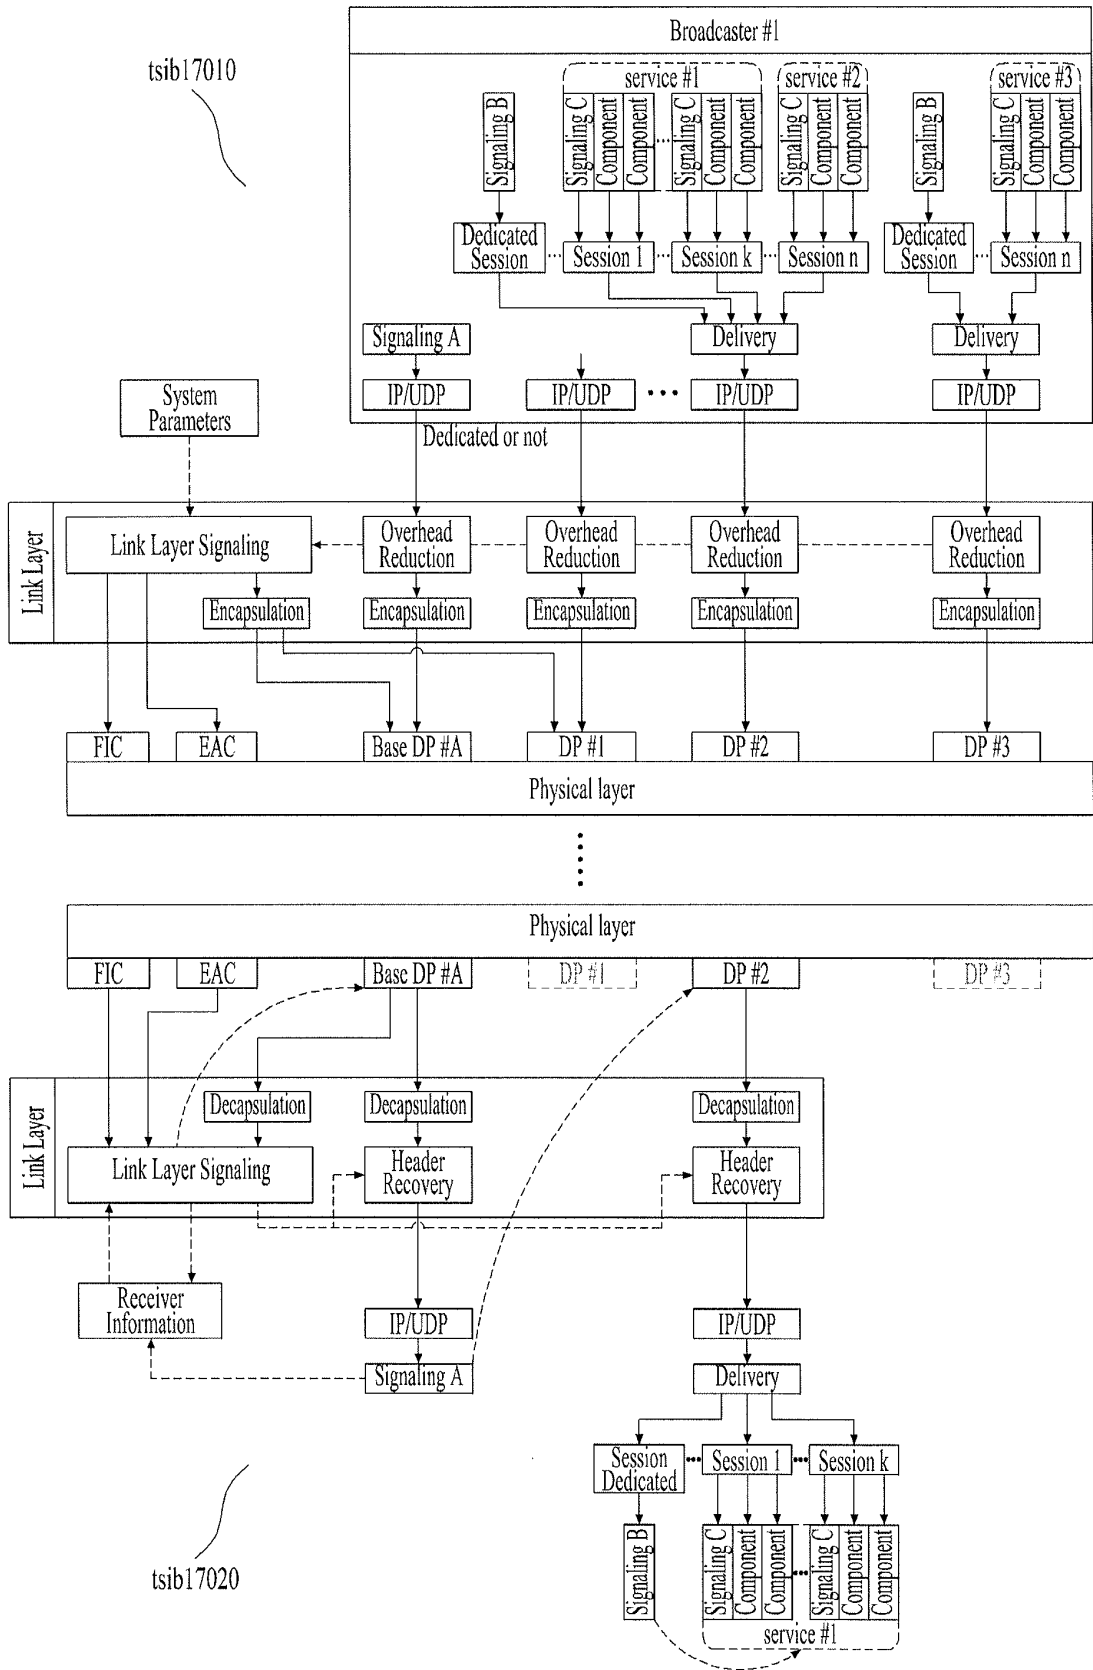 Broadcaster #1
tsib17010
service #1
service #2
service #3
Signaling B
Signaling C
Component
Component
Signaling C
Component
Component
Signaling C
Component
Component
Signaling B
Signaling C
Component
Component
Dedicated
Session
Session 1
Session k
Session n
Dedicated
Session
Session n
Signaling A
Delivery
Delivery
System
Parameters
IP/UDP
IP/UDP
IP/UDP
IP/UDP
Dedicated or not
Link Layer
Link Layer Signaling
Overhead
Reduction
Overhead
Reduction
Overhead
Reduction
Overhead
Reduction
Encapsulation
Encapsulation
Encapsulation
Encapsulation
Encapsulation
FIC
EAC
Base DP #A
DP #1
DP #2
DP #3
Physical layer
Physical layer
FIC
EAC
Base DP #A
DP #1
DP #2
DP #3
Link Layer
Decapsulation
Decapsulation
Decapsulation
Link Layer Signaling
Header
Recovery
Header
Recovery
Receiver
Information
IP/UDP
IP/UDP
Signaling A
Delivery
Session
Dedicated
Session 1
Session k
Signaling B
Signaling C
Component
Component
Signaling C
Component
Component
service #1
tsib17020